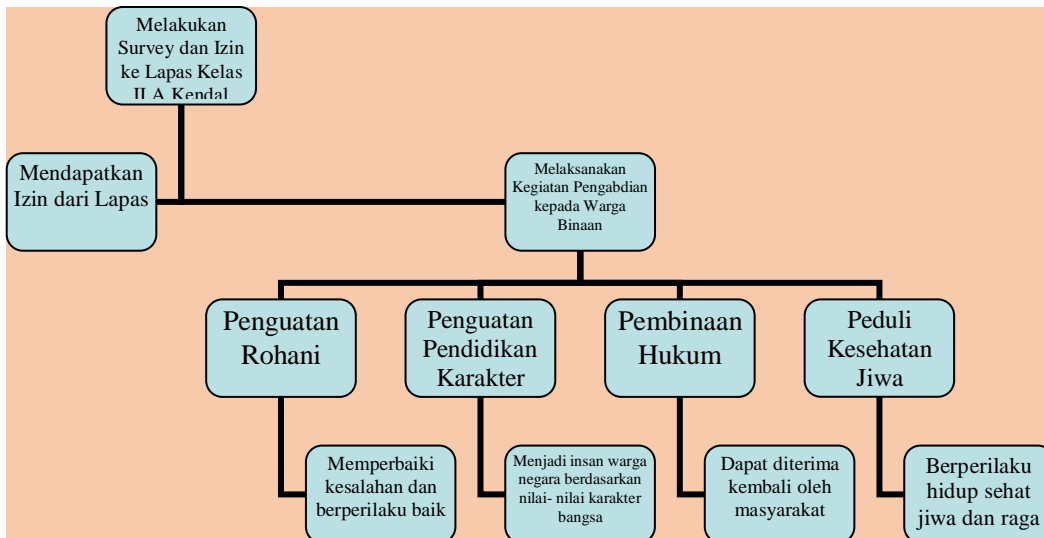 Melakukan
Survey dan Izin
ke Lapas Kelas
II A Kendal
Mendapatkan
Izin dari Lapas
Melaksanakan
Kegiatan Pengabdian
kepada Warga
Binaan
Penguatan
Rohani
Penguatan
Pendidikan
Karakter
Pembinaan
Hukum
Peduli
Kesehatan
Jiwa
Memperbaiki
kesalahan dan
berperilaku baik
Menjadi insan warga
negara berdasarkan
nilai- nilai karakter
bangsa
Dapat diterima
kembali oleh
masyarakat
Berperilaku
hidup sehat
jiwa dan raga